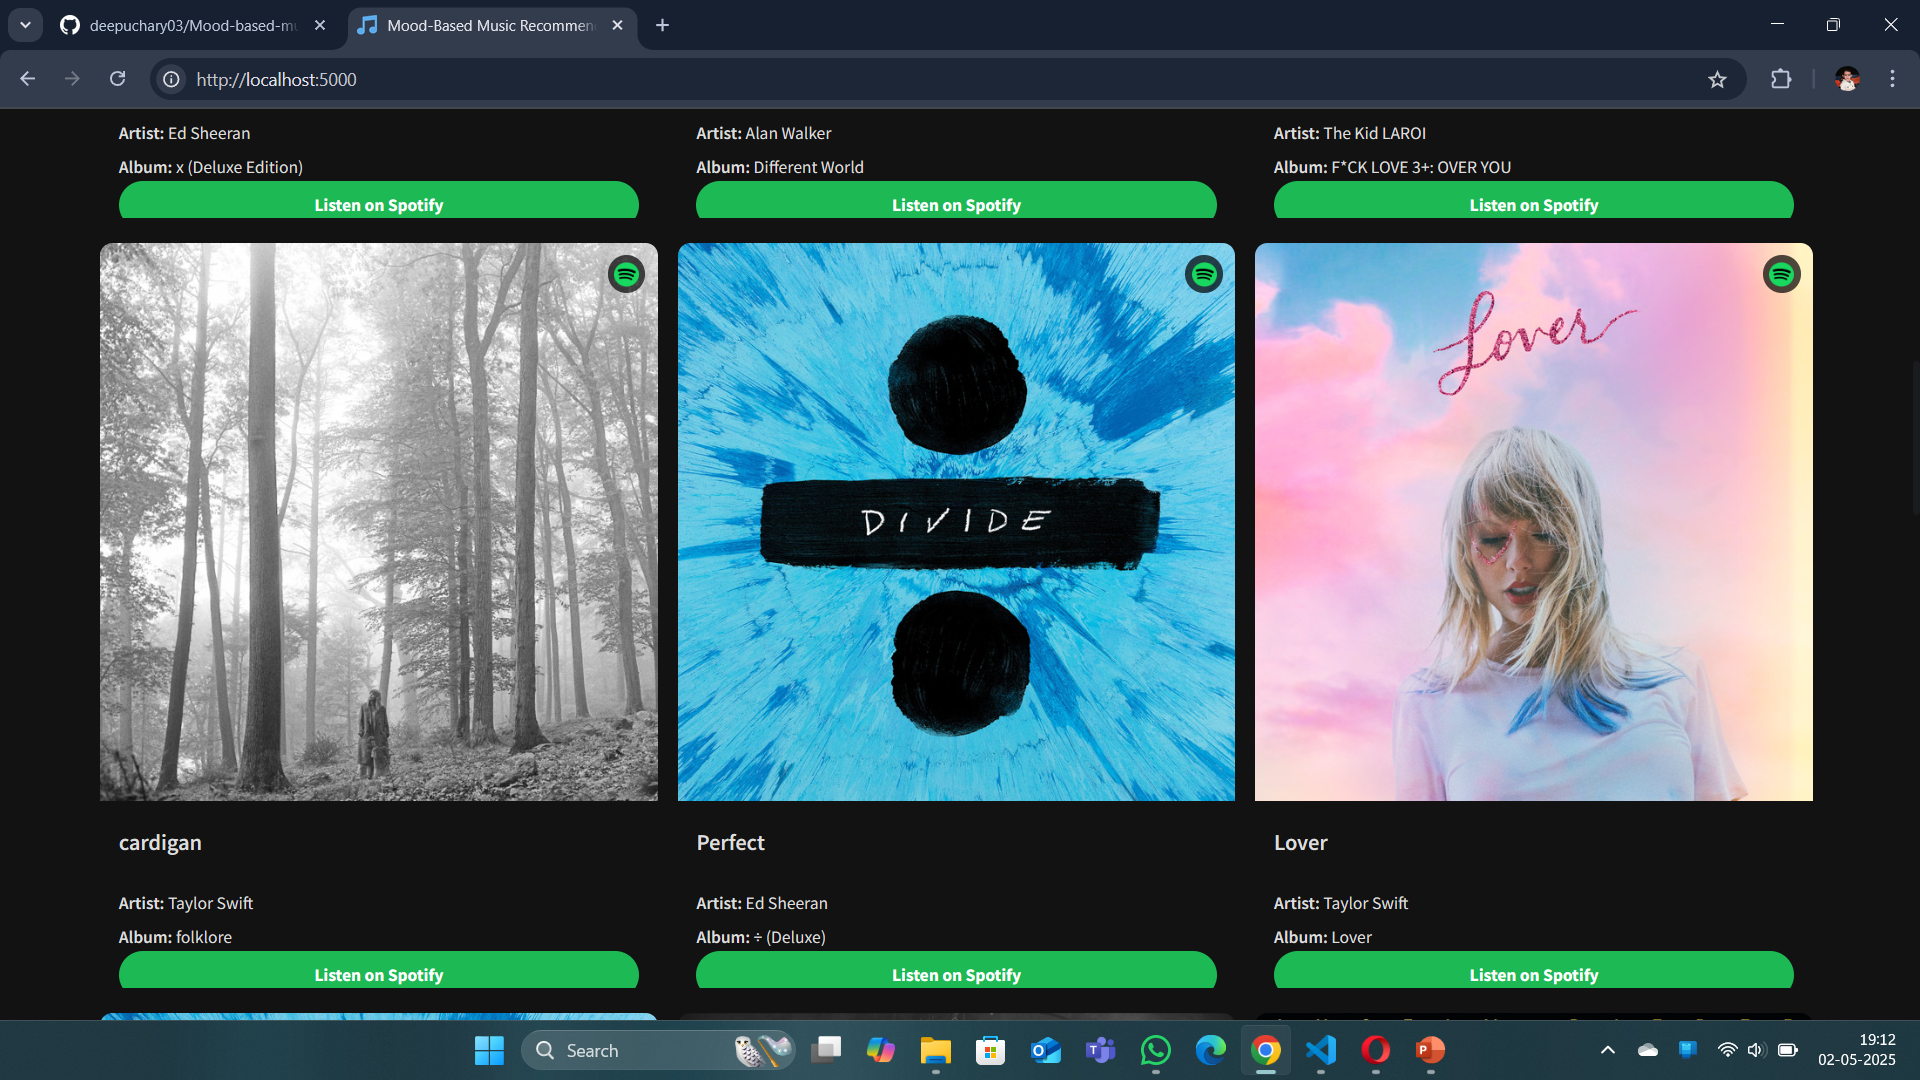 deepuchary03/Mood-based-mu
Mood-Based Music Recommen
http://localhost:5000
Artist: Ed Sheeran
Album: x (Deluxe Edition)
Listen on Spotify
Artist: Alan Walker
Album: Different World
Listen on Spotify
Artist: The Kid LAROI
Album: F*CK LOVE 3+: OVER YOU
Listen on Spotify
DIVIDE
Lover
cardigan
Artist: Taylor Swift
Album: folklore
Listen on Spotify
Perfect
Artist: Ed Sheeran
Album: ÷ (Deluxe)
Listen on Spotify
Lover
Artist: Taylor Swift
Album: Lover
Listen on Spotify
Search
19:12
02-05-2025